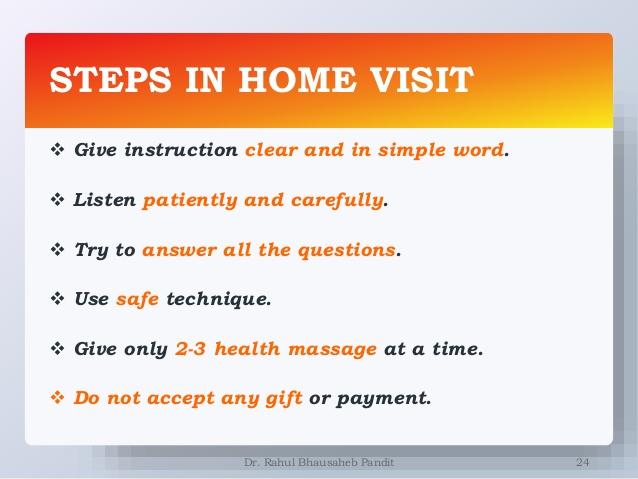 STEPS IN HOME VISIT
❖ Give instruction clear and in simple word.
❖ Listen patiently and carefully.
❖ Try to answer all the questions.
❖ Use safe technique.
❖ Give only 2-3 health massage at a time.
❖ Do not accept any gift or payment.
Dr. Rahul Bhausaheb Pandit 24